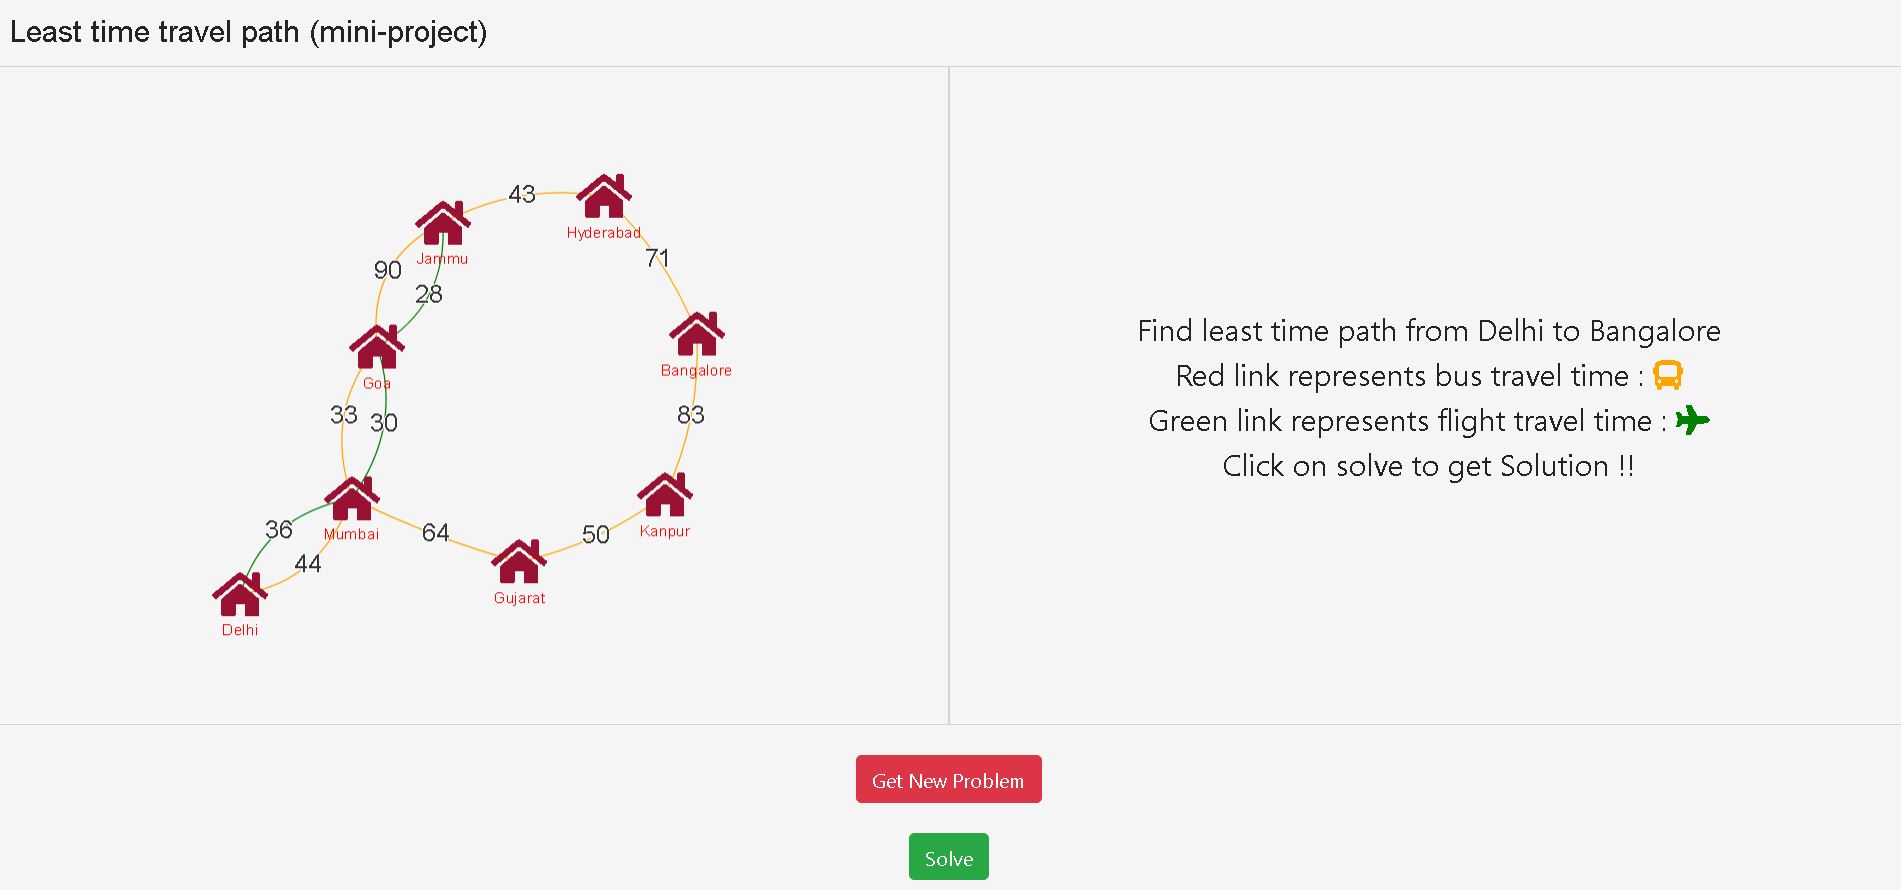 Least time travel path (mini-project)
43
Hyderabad
Jammu
71
90
28
Bangalore
Goa
33
30
83
Mumbai
Kanpur
36
64
50
44
Gujarat
Delhi
Find least time path from Delhi to Bangalore
Red link represents bus travel time :
Green link represents flight travel time :
Click on solve to get Solution !!
Get New Problem
Solve